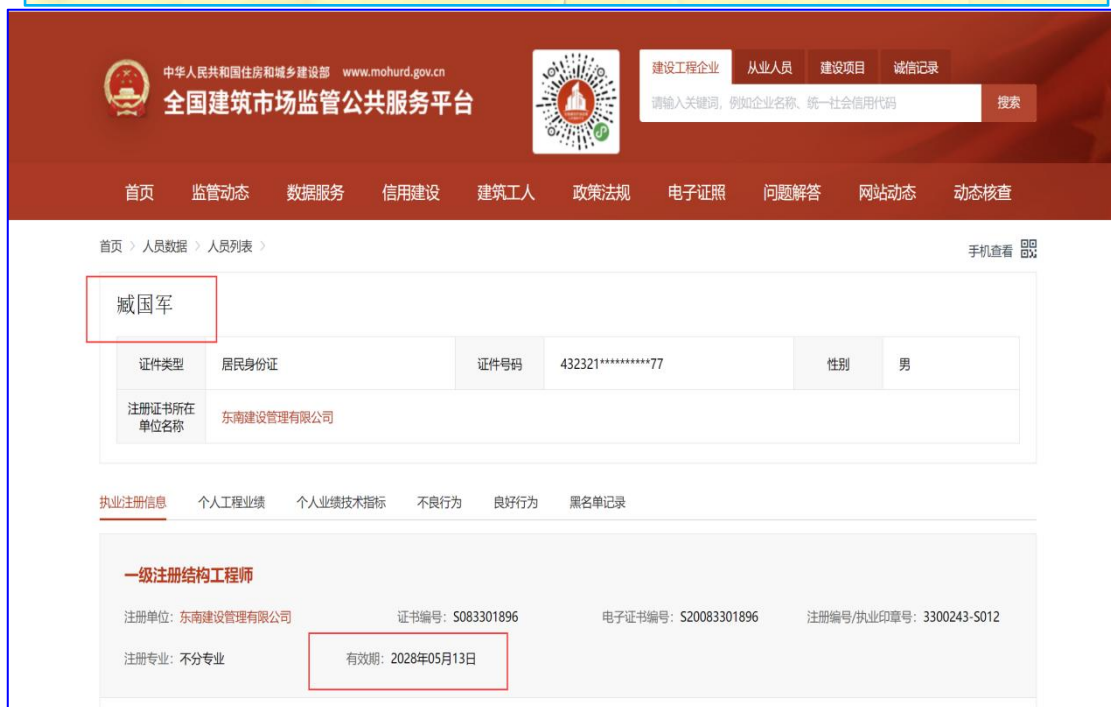 中华人民共和国住房和城乡建设部 www.mohurd.gov.cn
全国建筑市场监管公共服务平台
建设工程企业 从业人员 建设项目 诚信记录
请输入关键词，例如企业名称、统一社会信用代码 搜索
首页 监管动态 数据服务 信用建设 建筑工人 政策法规 电子证照 问题解答 网站动态 动态核查
首页 > 人员数据 > 人员列表 >
手机查看
臧国军
证件类型 居民身份证 证件号码 432321**********77 性别 男
注册证书所在
单位名称 东南建设管理有限公司
执业注册信息 个人工程业绩 个人业绩技术指标 不良行为 良好行为 黑名单记录
一级注册结构工程师
注册单位：东南建设管理有限公司 证书编号：S083301896 电子证书编号：S20083301896 注册编号/执业印章号：3300243-S012
注册专业：不分专业 有效期：2028年05月13日